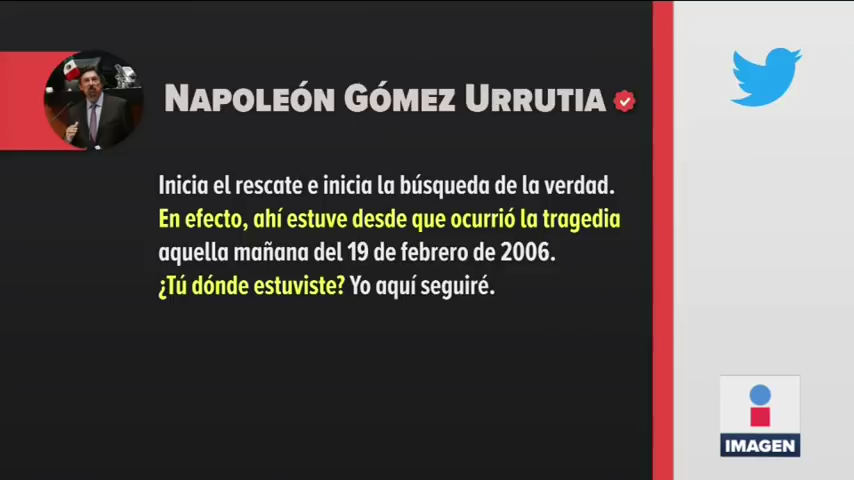 NAPOLEÓN GÓMEZ URRUTIA
Inicia el rescate e inicia la búsqueda de la verdad.
En efecto, ahí estuve desde que ocurrió la tragedia
aquella mañana del 19 de febrero de 2006.
¿Tú dónde estuviste? Yo aquí seguiré.
IMAGEN